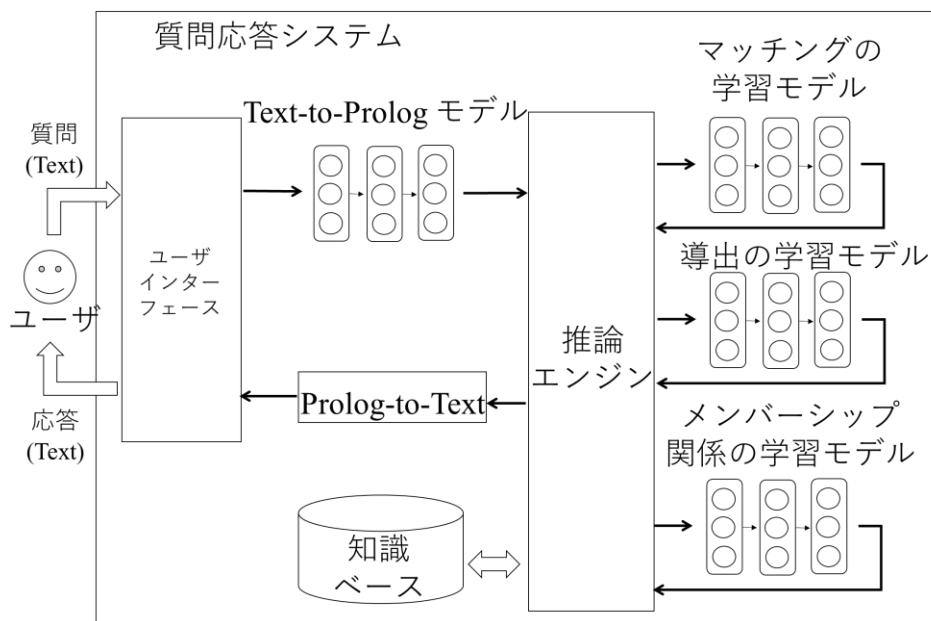 質問応答システム
マッチングの
学習モデル
Text-to-Prolog モデル
質問
(Text)
ユーザ
インター
フェース
ユーザ
応答
(Text)
導出の学習モデル
推論
エンジン
Prolog-to-Text
メンバーシップ
関係の学習モデル
知識
ベース